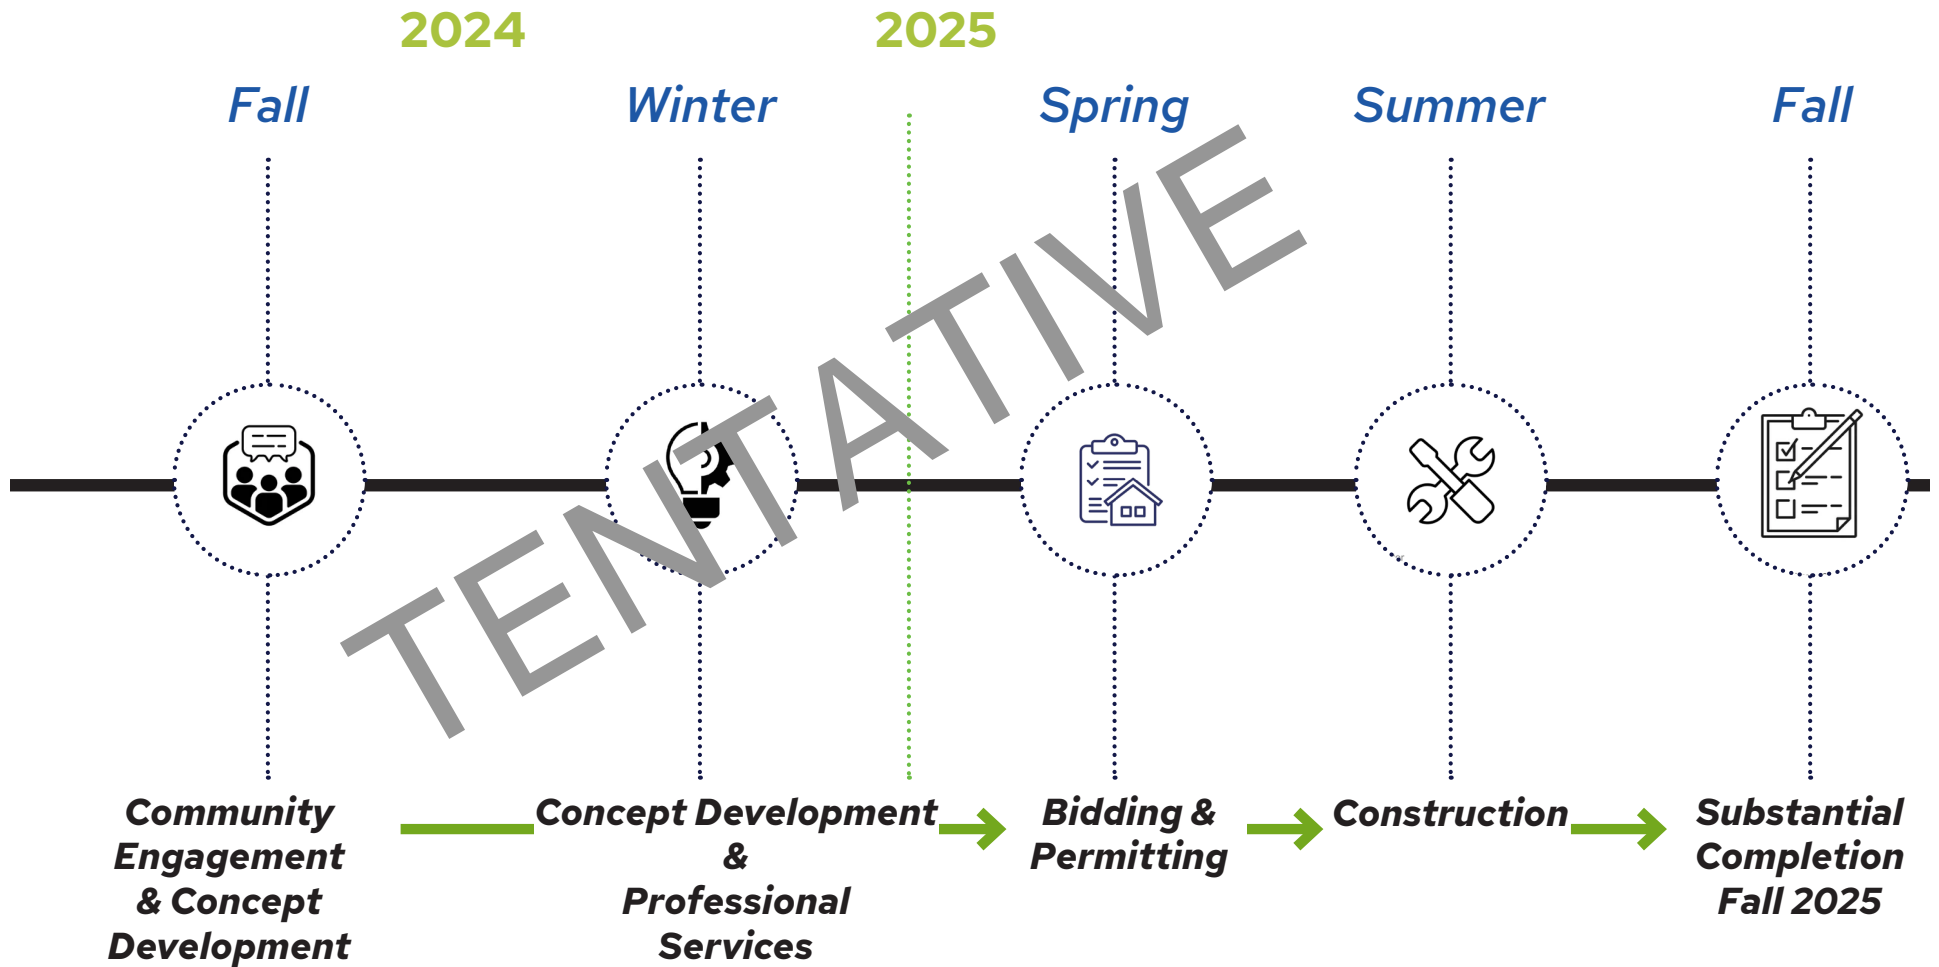 2024
2025
Fall
Winter
Spring
Summer
Fall
TENTATIVE
Community
Engagement
& Concept
Development
Concept Development
&
Professional
Services
Bidding &
Permitting
Construction
Substantial
Completion
Fall 2025